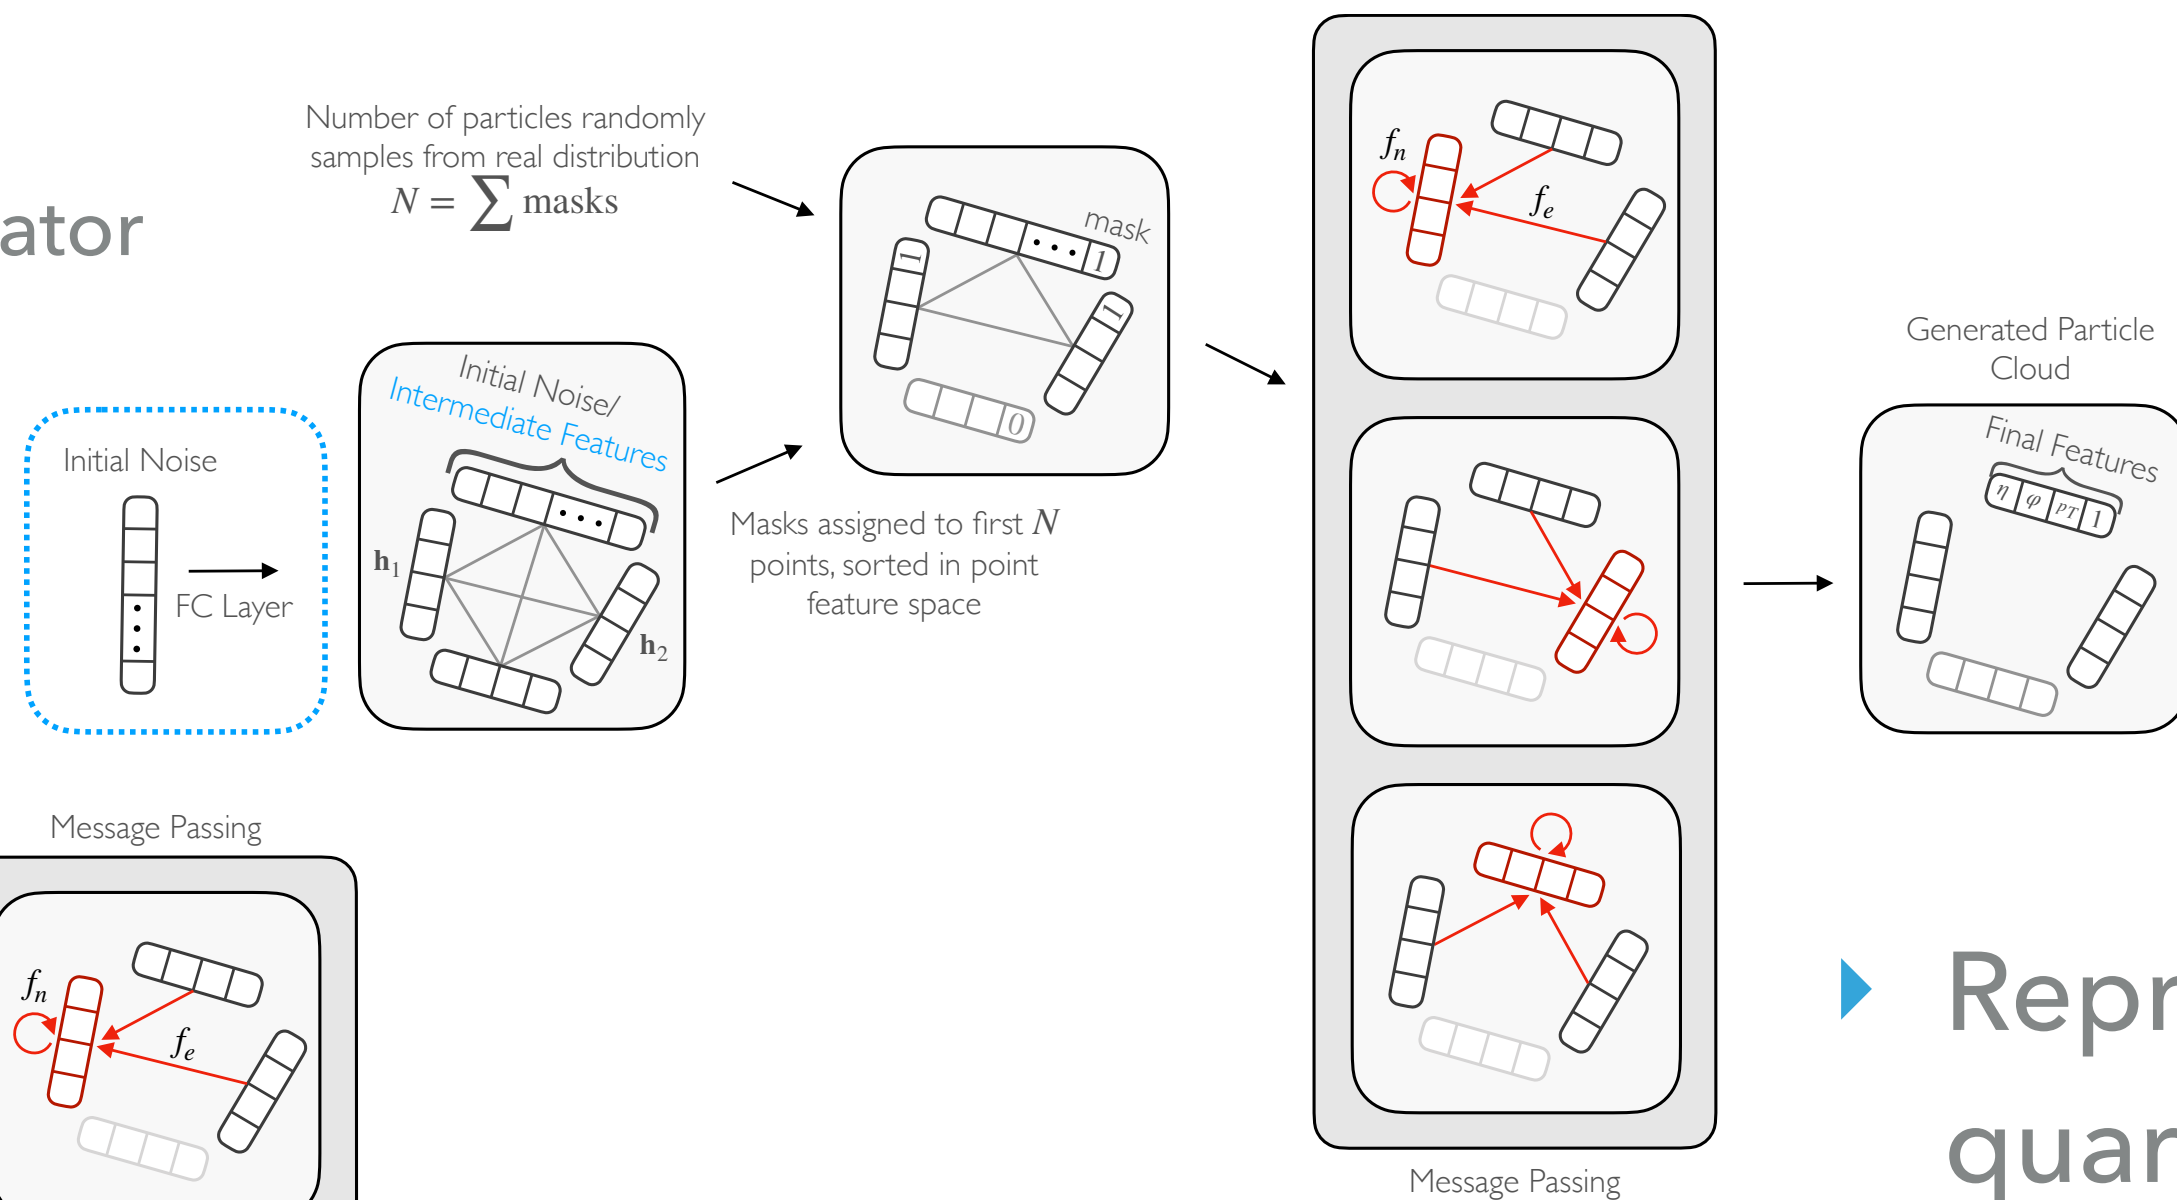 ator
Number of particles randomly
samples from real distribution
N = ∑ masks
Initial Noise
FC Layer
Initial Noise/
Intermediate Features
h₁
h₂
mask
1
1
1
0
Masks assigned to first N
points, sorted in point
feature space
fₙ
fₑ
Message Passing
Generated Particle
Cloud
Final Features
η φ pT 1
Message Passing
fₙ
fₑ
Repr
quar